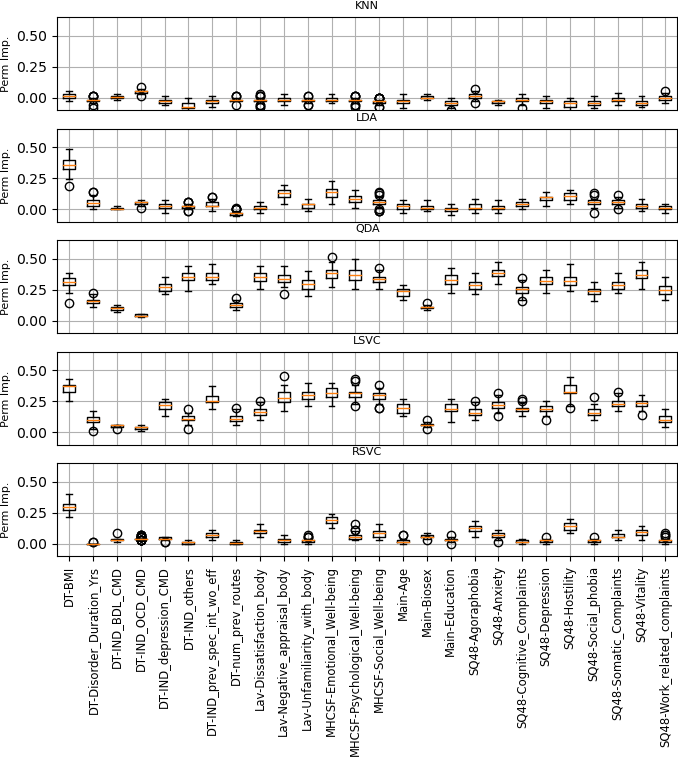 KNN
0.50
0.25
0.00
Perm Imp.
LDA
0.50
0.25
0.00
Perm Imp.
QDA
0.50
0.25
0.00
Perm Imp.
LSVC
0.50
0.25
0.00
Perm Imp.
RSVC
0.50
0.25
0.00
Perm Imp.
DT-BMI
DT-Disorder_Duration_Yrs
DT-IND_BDL_CMD
DT-IND_OCD_CMD
DT-IND_depression_CMD
DT-IND_others
DT-IND_prev_spec_int_wo_eff
DT-num_prev_routes
Lav-Dissatisfaction_body
Lav-Negative_appraisal_body
Lav-Unfamiliarity_with_body
MHCSF-Emotional_Well-being
MHCSF-Psychological_Well-being
MHCSF-Social_Well-being
Main-Age
Main-Biosex
Main-Education
SQ48-Agoraphobia
SQ48-Anxiety
SQ48-Cognitive_Complaints
SQ48-Depression
SQ48-Hostility
SQ48-Social_phobia
SQ48-Somatic_Complaints
SQ48-Vitality
SQ48-Work_related_complaints